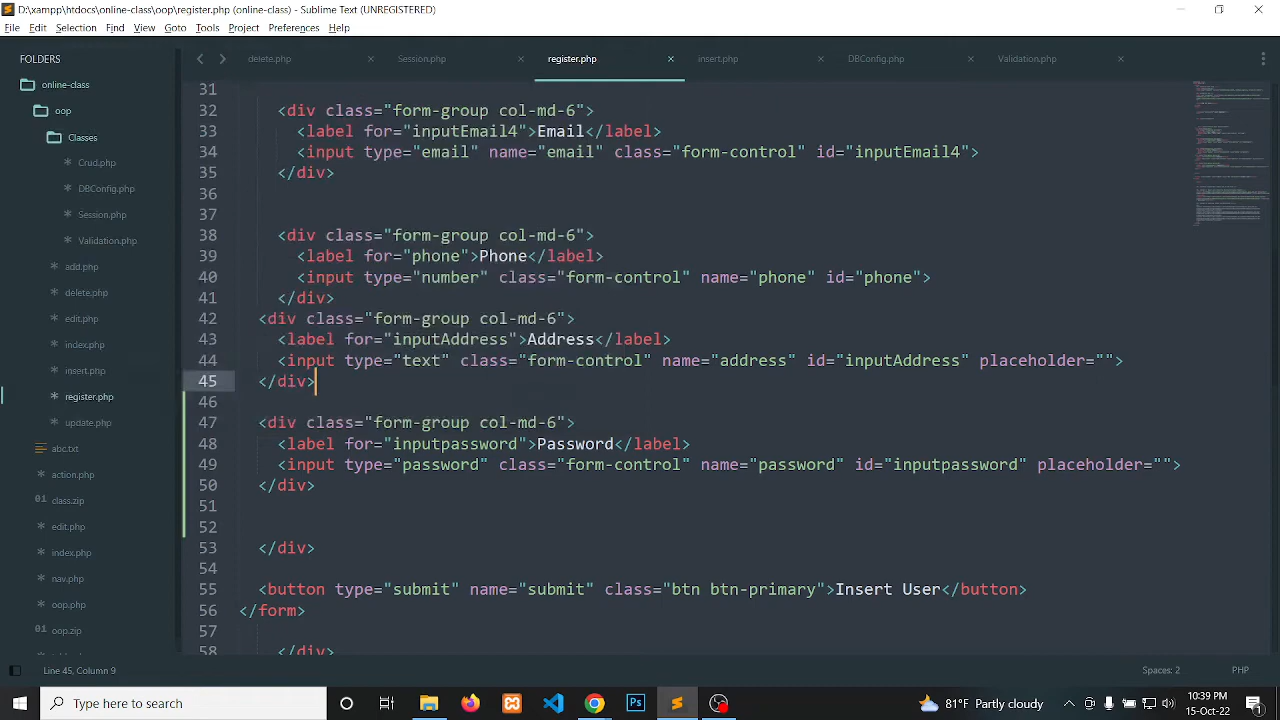 D:\xampp\htdocs\online-class\oop\register.php (online-class) - Sublime Text (UNREGISTERED)
File Edit Selection Find View Goto Tools Project Preferences Help
FOLDERS
online-class
oop
Class
Crud.php
DBConfig.php
Session.php
Validation.php
add.php
delete.php
edit.php
index.php
insert.php
register.php
update.php
abc.txt
action.php
class.zip
edit.php
index.php
nav.php
oop.php
oop.zip
delete.php Session.php register.php insert.php DBConfig.php Validation.php
31
32 <div class="form-group col-md-6">
33 <label for="inputEmail4">Email</label>
34 <input type="email" name="email" class="form-control" id="inputEmail4">
35 </div>
36
37
38 <div class="form-group col-md-6">
39 <label for="phone">Phone</label>
40 <input type="number" class="form-control" name="phone" id="phone">
41 </div>
42 <div class="form-group col-md-6">
43 <label for="inputAddress">Address</label>
44 <input type="text" class="form-control" name="address" id="inputAddress" placeholder="">
45 </div>
46
47 <div class="form-group col-md-6">
48 <label for="inputpassword">Password</label>
49 <input type="password" class="form-control" name="password" id="inputpassword" placeholder="">
50 </div>
51
52
53 </div>
54
55 <button type="submit" name="submit" class="btn btn-primary">Insert User</button>
56 </form>
57
58 </div>
Line 45, Column 9 Spaces: 2 PHP
Type here to search
81°F Partly cloudy
10:39 PM
15-Oct-22